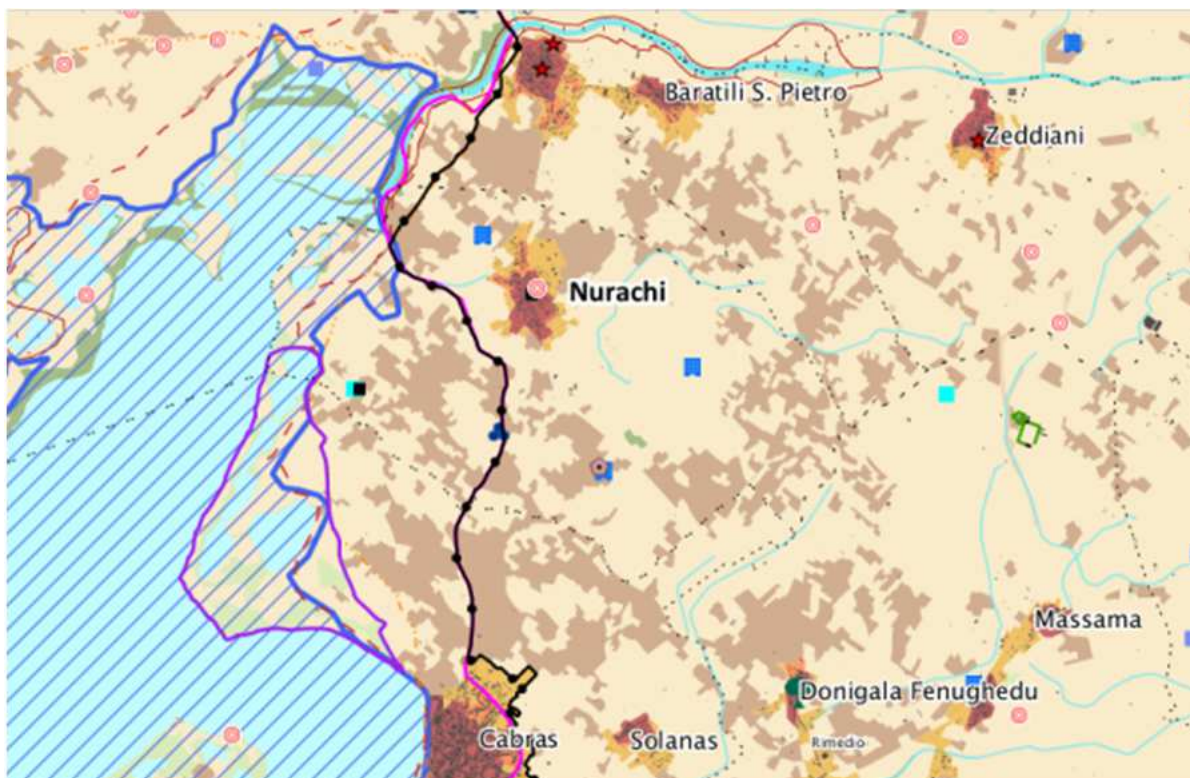 Baratili S. Pietro
Zeddiani
Nurachi
Massama
Donigala Fenughedu
Cabras
Solanas
Rimedio